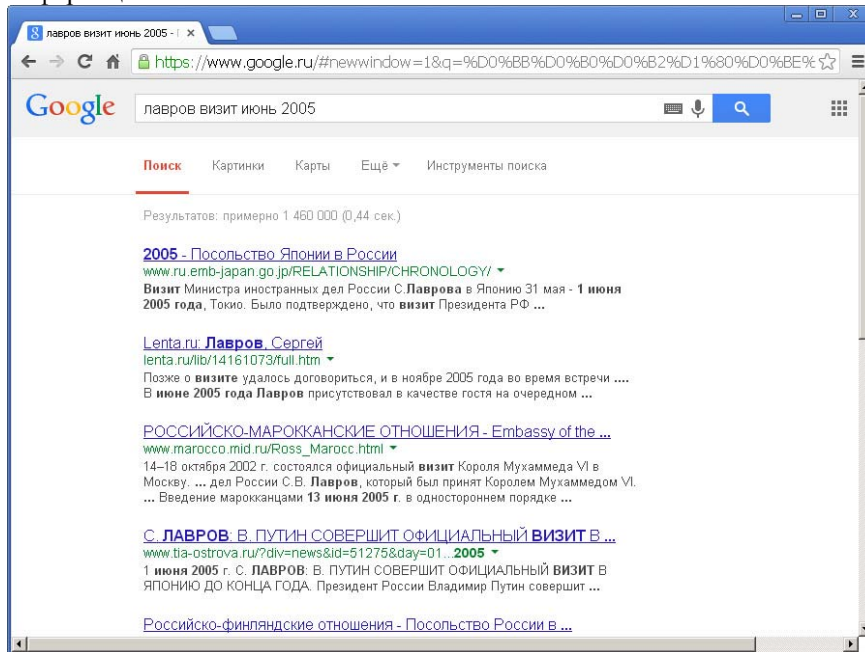 лавров визит июнь 2005 -
https://www.google.ru/#newwindow=1&q=%D0%BB%D0%B0%D0%B2%D1%80%D0%BE%
Google
лавров визит июнь 2005
Поиск Картинки Карты Ещё Инструменты поиска
Результатов: примерно 1 460 000 (0,44 сек.)
2005 - Посольство Японии в России
www.ru.emb-japan.go.jp/RELATIONSHIP/CHRONOLOGY/
Визит Министра иностранных дел России С.Лаврова в Японию 31 мая - 1 июня
2005 года, Токио. Было подтверждено, что визит Президента РФ ...
Lenta.ru: Лавров, Сергей
lenta.ru/lib/14161073/full.htm
Позже о визите удалось договориться, и в ноябре 2005 года во время встречи ....
В июне 2005 года Лавров присутствовал в качестве гостя на очередном ...
РОССИЙСКО-МАРОККАНСКИЕ ОТНОШЕНИЯ - Embassy of the ...
www.marocco.mid.ru/Ross_Marocc.html
14–18 октября 2002 г. состоялся официальный визит Короля Мухаммеда VI в
Москву. ... дел России С.В. Лавров, который был принят Королем Мухаммедом VI.
... Введение марокканцами 13 июня 2005 г. в одностороннем порядке ...
С. ЛАВРОВ: В. ПУТИН СОВЕРШИТ ОФИЦИАЛЬНЫЙ ВИЗИТ В ...
www.tia-ostrova.ru/?div=news&id=51275&day=01...2005
1 июня 2005 г. С. ЛАВРОВ: В. ПУТИН СОВЕРШИТ ОФИЦИАЛЬНЫЙ ВИЗИТ В
ЯПОНИЮ ДО КОНЦА ГОДА. Президент России Владимир Путин совершит ...
Российско-финляндские отношения - Посольство России в ...